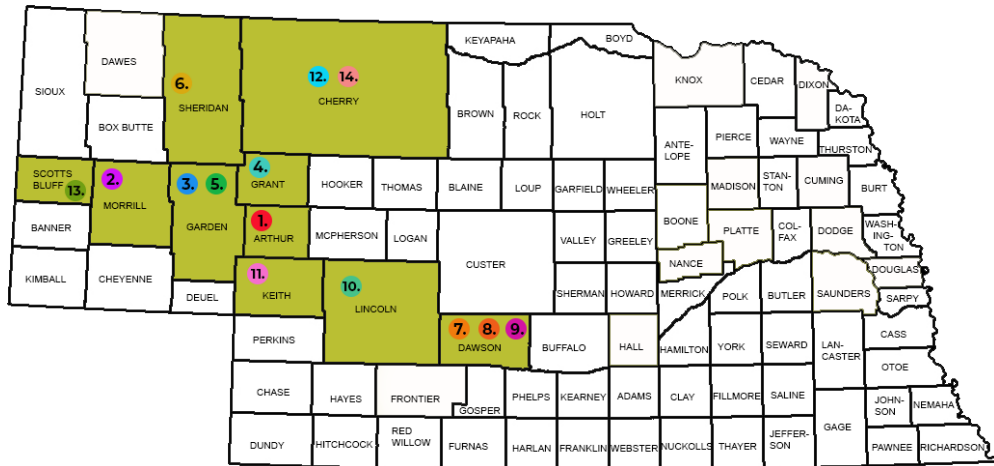 KEYAPAHA
BOYD
DAWES
KNOX
CEDAR
DIXON
SIOUX
6.
SHERIDAN
12.
14.
CHERRY
DA-
KOTA
BOX BUTTE
BROWN
ROCK
HOLT
PIERCE
WAYNE
ANTE-
LOPE
THURSTON
SCOTTS
BLUFF
13.
2.
MORRILL
3.
5.
GARDEN
4.
GRANT
HOOKER
THOMAS
BLAINE
LOUP
GARFIELD
WHEELER
MADISON
STAN-
TON
CUMING
BURT
BANNER
1.
ARTHUR
MCPHERSON
LOGAN
CUSTER
VALLEY
GREELEY
BOONE
PLATTE
COL-
FAX
DODGE
WASH-
ING-
TON
KIMBALL
CHEYENNE
DEUEL
11.
KEITH
10.
LINCOLN
SHERMAN
HOWARD
NANCE
MERRICK
POLK
BUTLER
SAUNDERS
DOUGLAS
SARPY
PERKINS
7.
8.
9.
DAWSON
BUFFALO
HALL
HAMILTON
YORK
SEWARD
LAN-
CASTER
CASS
OTOE
CHASE
HAYES
FRONTIER
GOSPER
PHELPS
KEARNEY
ADAMS
CLAY
FILLMORE
SALINE
JOHN-
SON
NEMAHA
DUNDY
HITCHCOCK
RED
WILLOW
FURNAS
HARLAN
FRANKLIN
WEBSTER
NUCKOLLS
THAYER
JEFFER-
SON
GAGE
PAWNEE
RICHARDSON